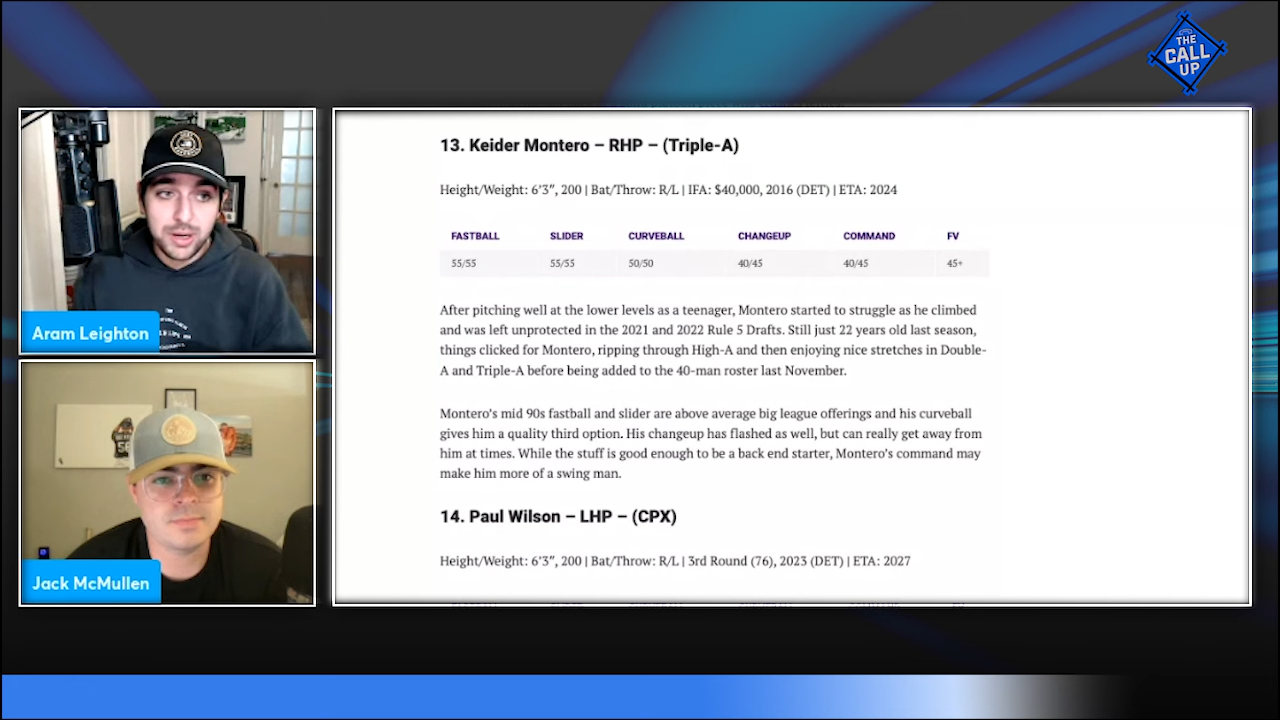 THE
CALL
UP
Aram Leighton
Jack McMullen
13. Keider Montero – RHP – (Triple-A)
Height/Weight: 6’3″, 200 | Bat/Throw: R/L | IFA: $40,000, 2016 (DET) | ETA: 2024
FASTBALL SLIDER CURVEBALL CHANGEUP COMMAND FV
55/55 55/55 50/50 40/45 40/45 45+
After pitching well at the lower levels as a teenager, Montero started to struggle as he climbed
and was left unprotected in the 2021 and 2022 Rule 5 Drafts. Still just 22 years old last season,
things clicked for Montero, ripping through High-A and then enjoying nice stretches in Double-
A and Triple-A before being added to the 40-man roster last November.
Montero’s mid 90s fastball and slider are above average big league offerings and his curveball
gives him a quality third option. His changeup has flashed as well, but can really get away from
him at times. While the stuff is good enough to be a back end starter, Montero’s command may
make him more of a swing man.
14. Paul Wilson – LHP – (CPX)
Height/Weight: 6’3″, 200 | Bat/Throw: R/L | 3rd Round (76), 2023 (DET) | ETA: 2027